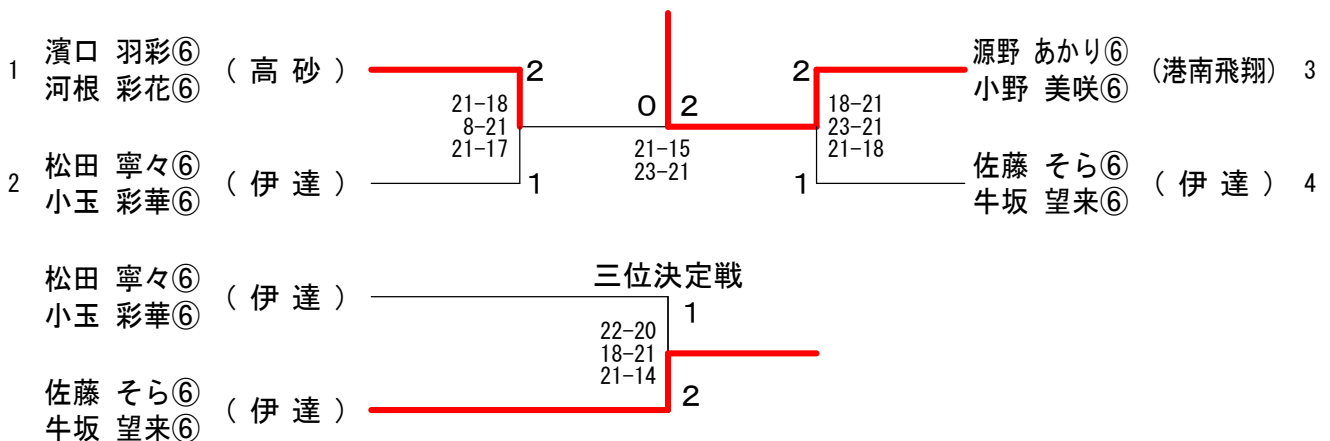 1 濱口 羽彩⑥ (高砂) 2
河根 彩花⑥
21-18
8-21
21-17
2 松田 寧々⑥ (伊達) 1
小玉 彩華⑥
0 2
21-15
23-21
2 源野 あかり⑥ (港南飛翔) 3
小野 美咲⑥
18-21
23-21
21-18
1 佐藤 そら⑥ (伊達) 4
牛坂 望来⑥
三位決定戦
松田 寧々⑥ (伊達) 1
小玉 彩華⑥
22-20
18-21
21-14
佐藤 そら⑥ (伊達) 2
牛坂 望来⑥